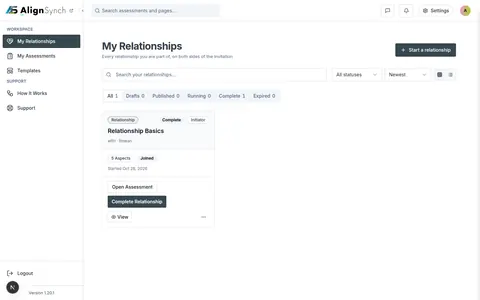 AlignSynch
Search assessments and pages...
Settings
A
WORKSPACE
My Relationships
My Assessments
Templates
SUPPORT
How It Works
Support
My Relationships
Every relationship you are part of, on both sides of the invitation.
+ Start a relationship
Search your relationships...
All statuses
Newest
All 1
Drafts 0
Published 0
Running 0
Complete 1
Expired 0
Relationship
Complete
Initiator
Relationship Basics
5 Aspects
Joined
Started Oct 28, 2025
Open Assessment
Complete Relationship
View
Logout
N
Version 1.20.1